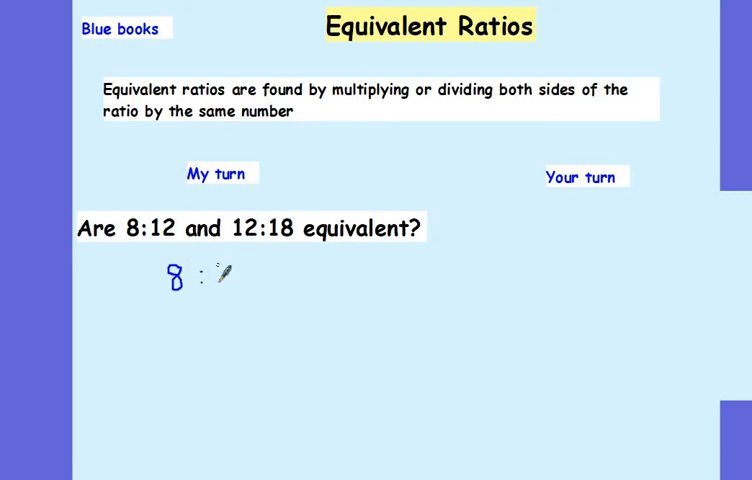 Blue books
Equivalent Ratios
Equivalent ratios are found by multiplying or dividing both sides of the
ratio by the same number
My turn
Your turn
Are 8:12 and 12:18 equivalent?
8 :